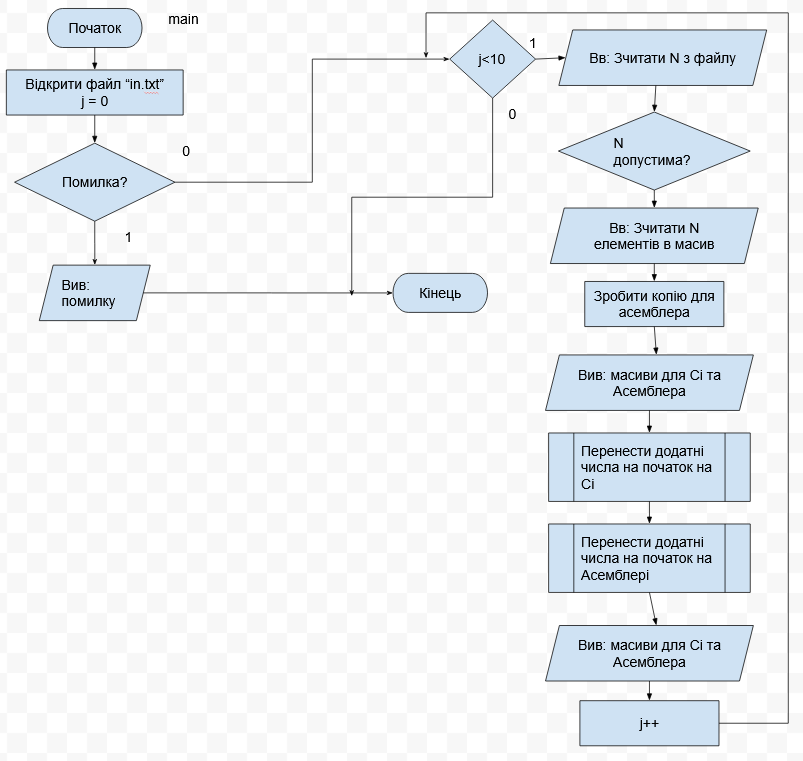 Початок
main
Відкрити файл “in.txt”
j = 0
Помилка?
0
1
Вив:
помилку
Кінець
j<10
1
0
Вв: Зчитати N з файлу
N
допустима?
Вв: Зчитати N
елементів в масив
Зробити копію для
асемблера
Вив: масиви для Сі та
Асемблера
Перенести додатні
числа на початок на
Сі
Перенести додатні
числа на початок на
Асемблері
Вив: масиви для Сі та
Асемблера
j++